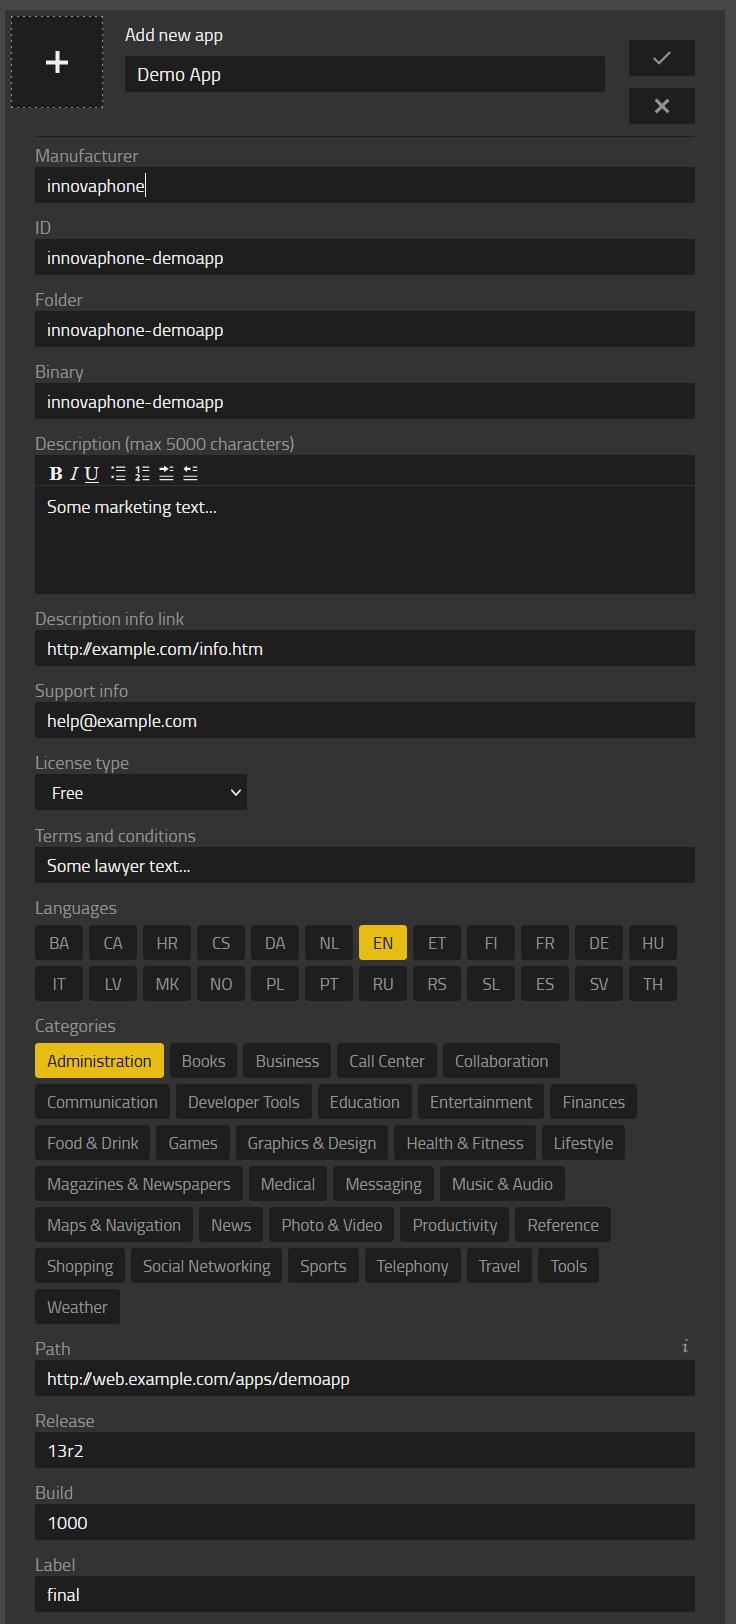 Add new app
Demo App
Manufacturer
innovaphone
ID
innovaphone-demoapp
Folder
innovaphone-demoapp
Binary
innovaphone-demoapp
Description (max 5000 characters)
B I U
Some marketing text...
Description info link
http://example.com/info.htm
Support info
help@example.com
License type
Free
Terms and conditions
Some lawyer text...
Languages
BA CA HR CS DA NL EN ET FI FR DE HU
IT LV MK NO PL PT RU RS SL ES SV TH
Categories
Administration Books Business Call Center Collaboration
Communication Developer Tools Education Entertainment Finances
Food & Drink Games Graphics & Design Health & Fitness Lifestyle
Magazines & Newspapers Medical Messaging Music & Audio
Maps & Navigation News Photo & Video Productivity Reference
Shopping Social Networking Sports Telephony Travel Tools
Weather
Path i
http://web.example.com/apps/demoapp
Release
13r2
Build
1000
Label
final